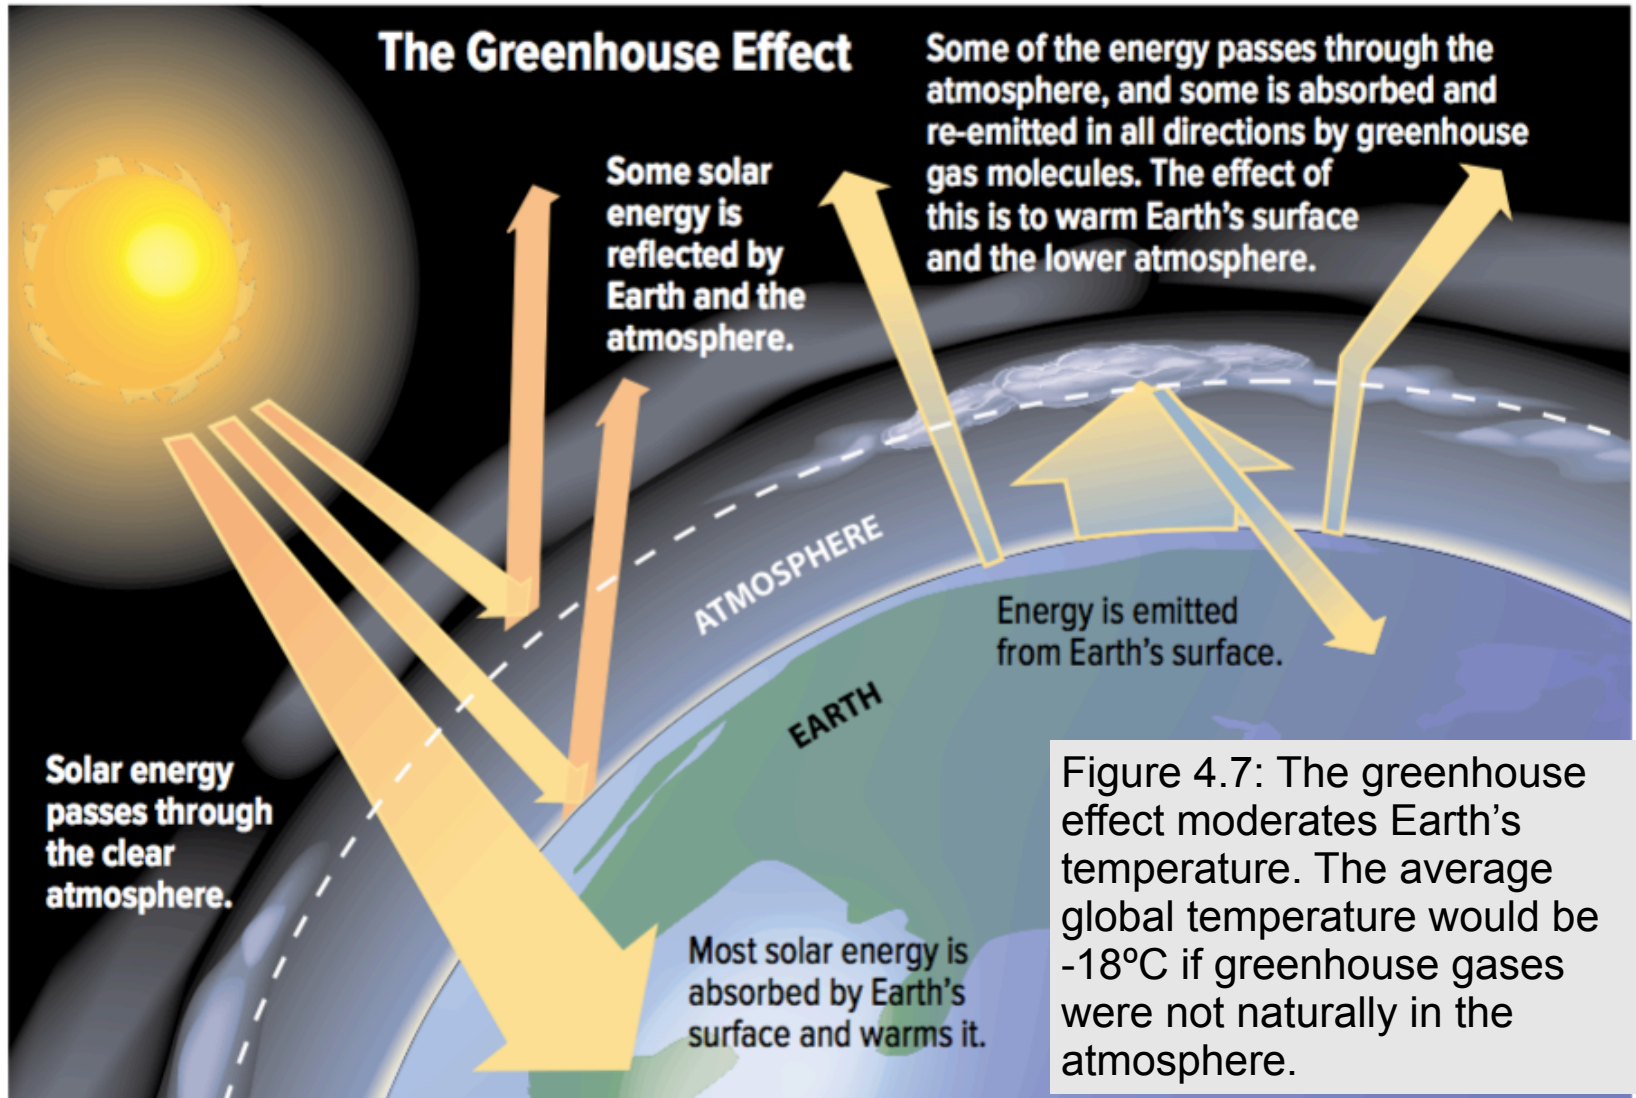 The Greenhouse Effect
Some of the energy passes through the
atmosphere, and some is absorbed and
re-emitted in all directions by greenhouse
gas molecules. The effect of
this is to warm Earth's surface
and the lower atmosphere.
Some solar
energy is
reflected by
Earth and the
atmosphere.
ATMOSPHERE
Energy is emitted
from Earth's surface.
EARTH
Solar energy
passes through
the clear
atmosphere.
Most solar energy is
absorbed by Earth's
surface and warms it.
Figure 4.7: The greenhouse
effect moderates Earth's
temperature. The average
global temperature would be
-18ºC if greenhouse gases
were not naturally in the
atmosphere.